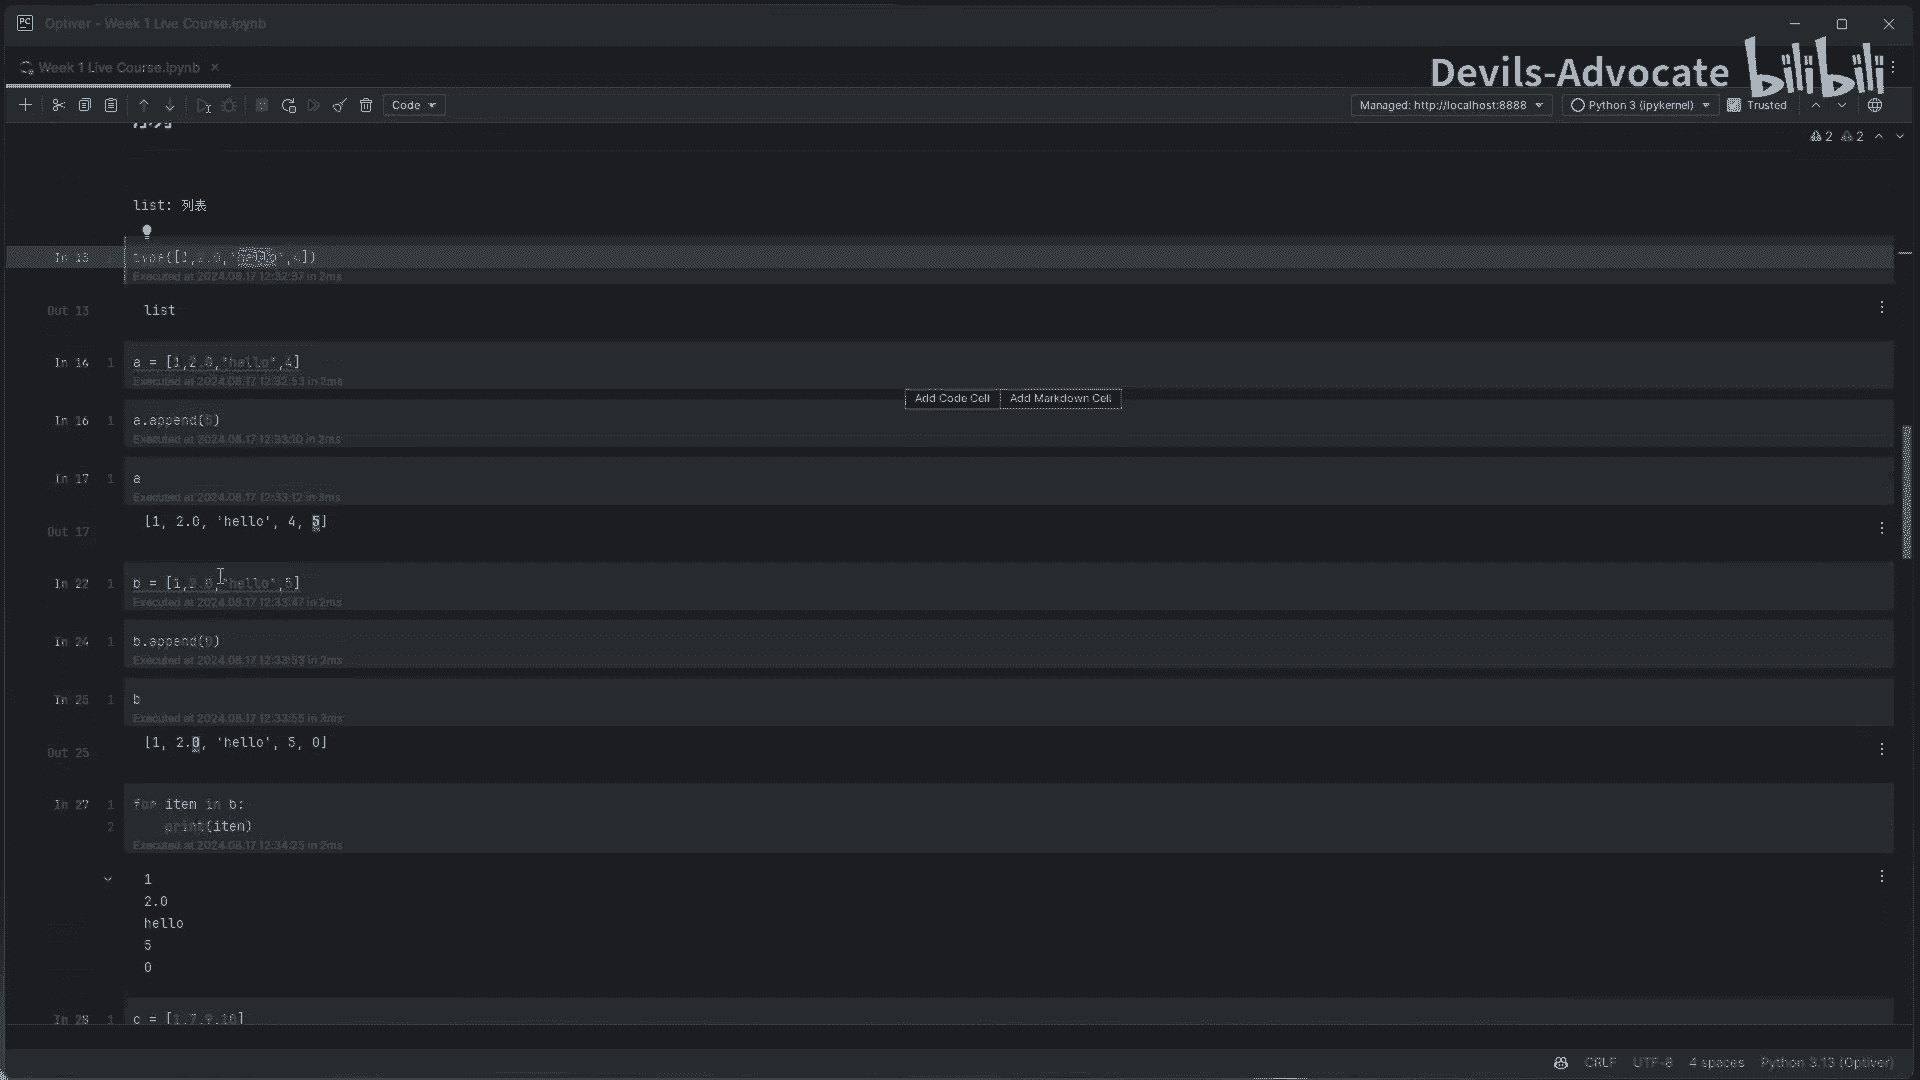 Optiver – Week 1 Live Course.ipynb
Week 1 Live Course.ipynb
Devils-Advocate bilibili
Code
Managed: http://localhost:8888
Python 3 (ipykernel)
Trusted
2 2
list: 列表
In 13 1 type([1,2.0,'hello',4])
Executed at 2024.08.17 12:32:37 in 2ms
Out 13 list
In 14 1 a = [1,2.0,'hello',4]
Executed at 2024.08.17 12:32:53 in 2ms
Add Code Cell Add Markdown Cell
In 16 1 a.append(5)
Executed at 2024.08.17 12:33:10 in 2ms
In 17 1 a
Executed at 2024.08.17 12:33:12 in
[1, 2.0, 'hello', 4, 5]
Out 17
In 22 1 b = [1,2.0,'hello',5]
Executed at 2024.08.17 12:33:47 in 2ms
In 24 1 b.append(0)
Executed at 2024.08.17 12:33:53 in
In 25 1 b
Executed at 2024.08.17 12:33:55 in
[1, 2.0, 'hello', 5, 0]
Out 25
In 27 1 for item in b:
2 print(item)
Executed at 2024.08.17 12:34:25 in 2ms
1
2.0
hello
5
0
In 28 1 c = [1,7,9,10]
CRLF UTF-8 4 spaces Python 3.13 (Optiver)